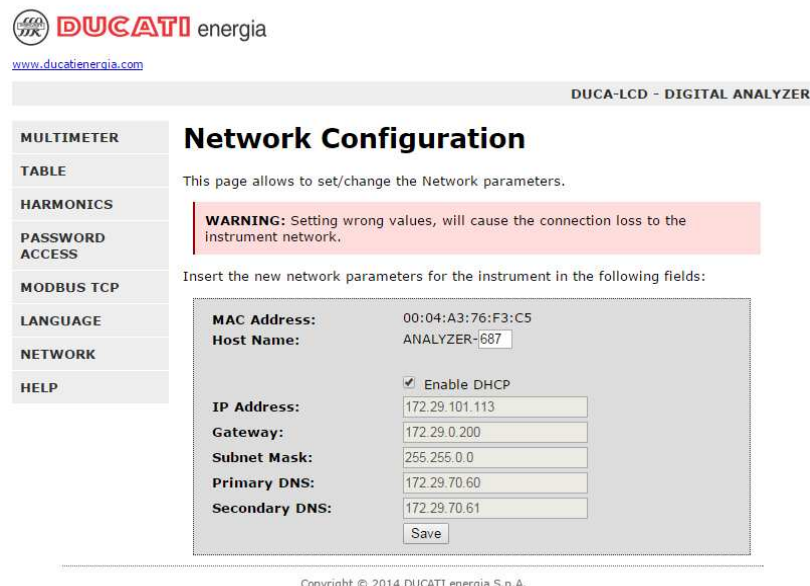 DUCATI energia
www.ducatienergia.com
DUCA-LCD - DIGITAL ANALYZER
MULTIMETER
TABLE
HARMONICS
PASSWORD
ACCESS
MODBUS TCP
LANGUAGE
NETWORK
HELP
Network Configuration
This page allows to set/change the Network parameters.
WARNING: Setting wrong values, will cause the connection loss to the
instrument network.
Insert the new network parameters for the instrument in the following fields:
MAC Address: 00:04:A3:76:F3:C5
Host Name: ANALYZER-687
Enable DHCP
IP Address: 172.29.101.113
Gateway: 172.29.0.200
Subnet Mask: 255.255.0.0
Primary DNS: 172.29.70.60
Secondary DNS: 172.29.70.61
Save
Copyright © 2014 DUCATI energia S.p.A.